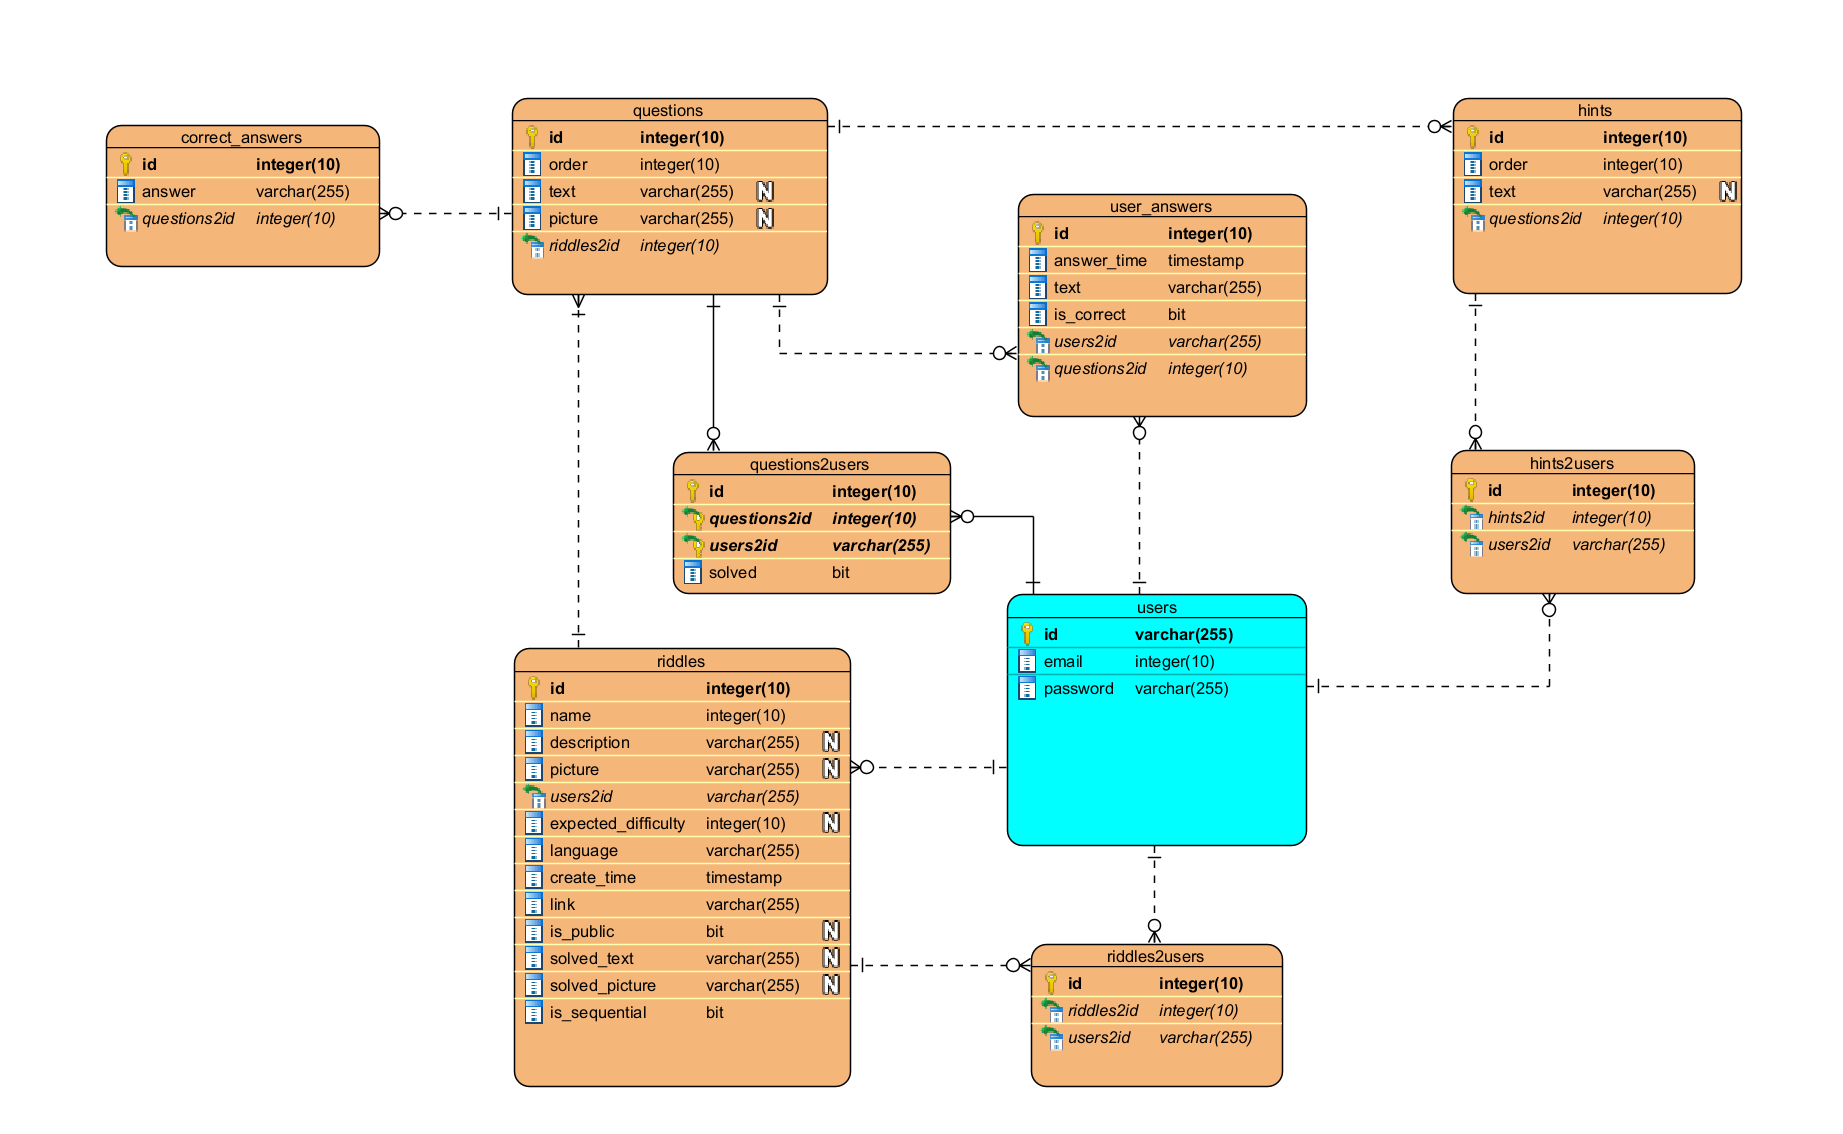 correct_answers
id integer(10)
answer varchar(255)
questions2id integer(10)
questions
id integer(10)
order integer(10)
text varchar(255) N
picture varchar(255) N
riddles2id integer(10)
hints
id integer(10)
order integer(10)
text varchar(255) N
questions2id integer(10)
user_answers
id integer(10)
answer_time timestamp
text varchar(255)
is_correct bit
users2id varchar(255)
questions2id integer(10)
questions2users
id integer(10)
questions2id integer(10)
users2id varchar(255)
solved bit
hints2users
id integer(10)
hints2id integer(10)
users2id varchar(255)
users
id varchar(255)
email integer(10)
password varchar(255)
riddles
id integer(10)
name integer(10)
description varchar(255) N
picture varchar(255) N
users2id varchar(255)
expected_difficulty integer(10) N
language varchar(255)
create_time timestamp
link varchar(255)
is_public bit N
solved_text varchar(255) N
solved_picture varchar(255) N
is_sequential bit
riddles2users
id integer(10)
riddles2id integer(10)
users2id varchar(255)